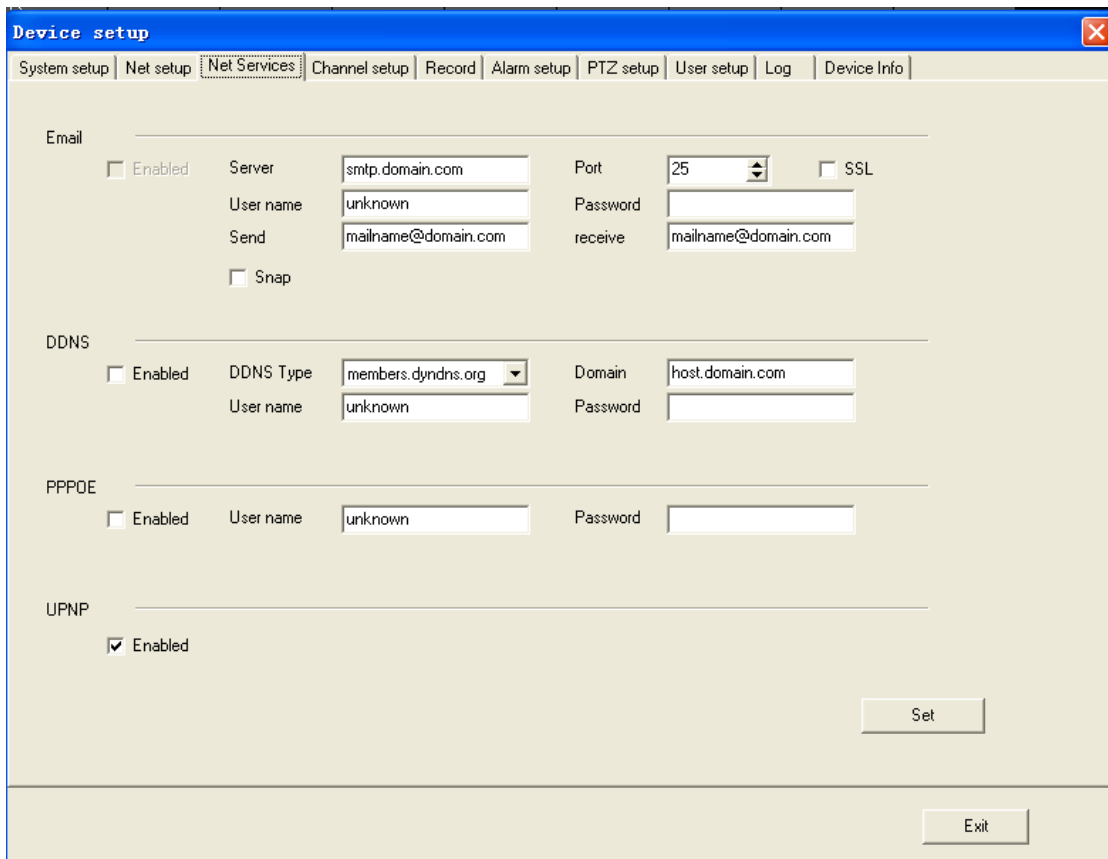 Device setup
System setup Net setup Net Services Channel setup Record Alarm setup PTZ setup User setup Log Device Info
Email
Enabled Server smtp.domain.com Port 25 SSL
User name unknown Password
Send mailname@domain.com receive mailname@domain.com
Snap
DDNS
Enabled DDNS Type members.dyndns.org Domain host.domain.com
User name unknown Password
PPPOE
Enabled User name unknown Password
UPNP
Enabled
Set
Exit